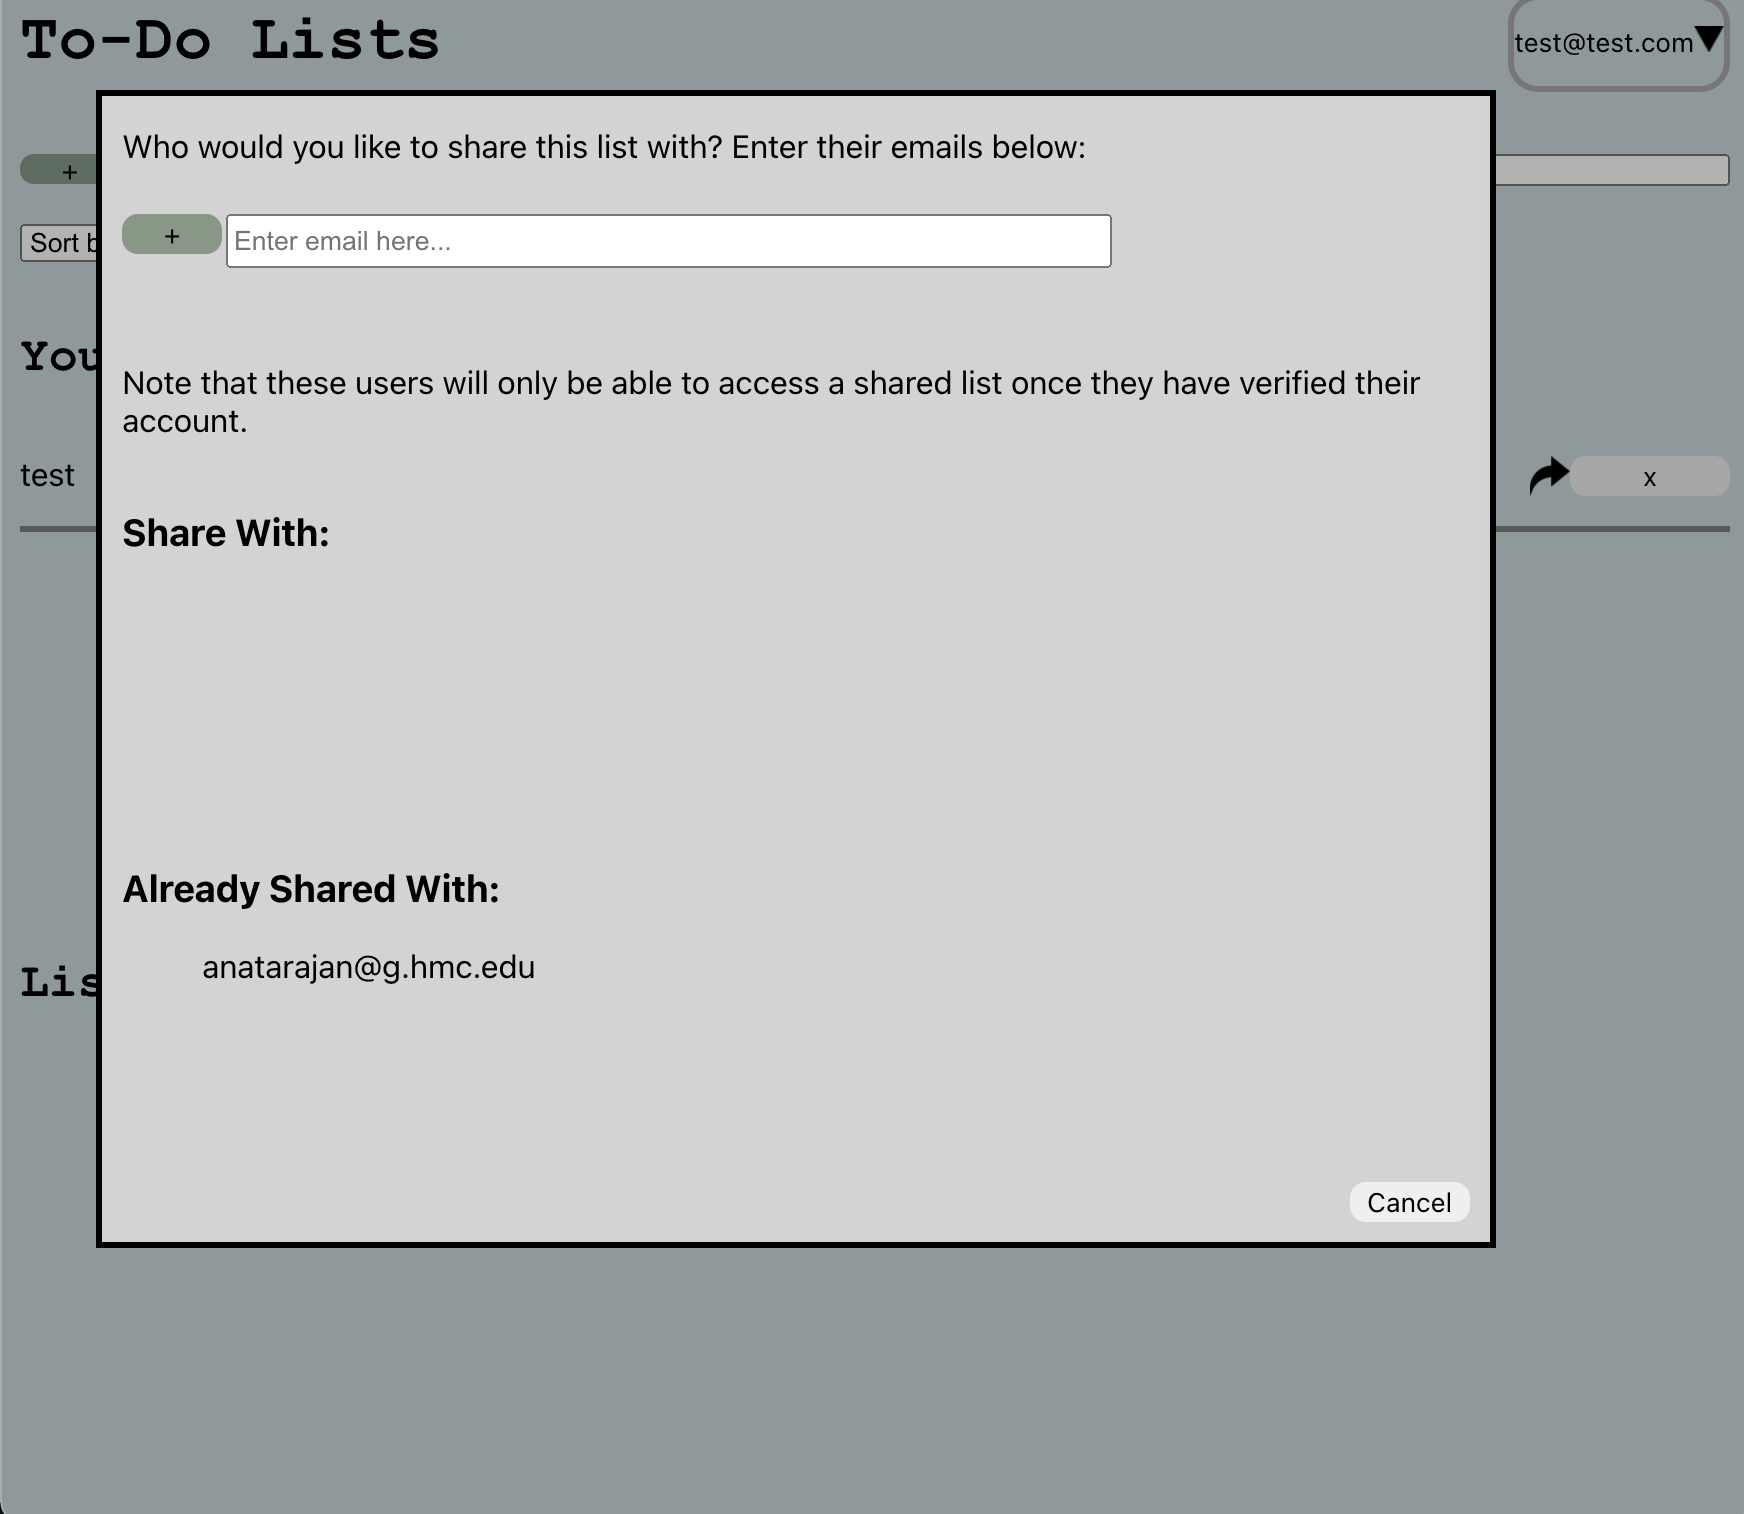 To-Do Lists
test@test.com▼
Who would you like to share this list with? Enter their emails below:
+
+
Enter email here...
Sort b
You
Note that these users will only be able to access a shared list once they have verified their
account.
test
x
Share With:
Already Shared With:
anatarajan@g.hmc.edu
Lis
Cancel